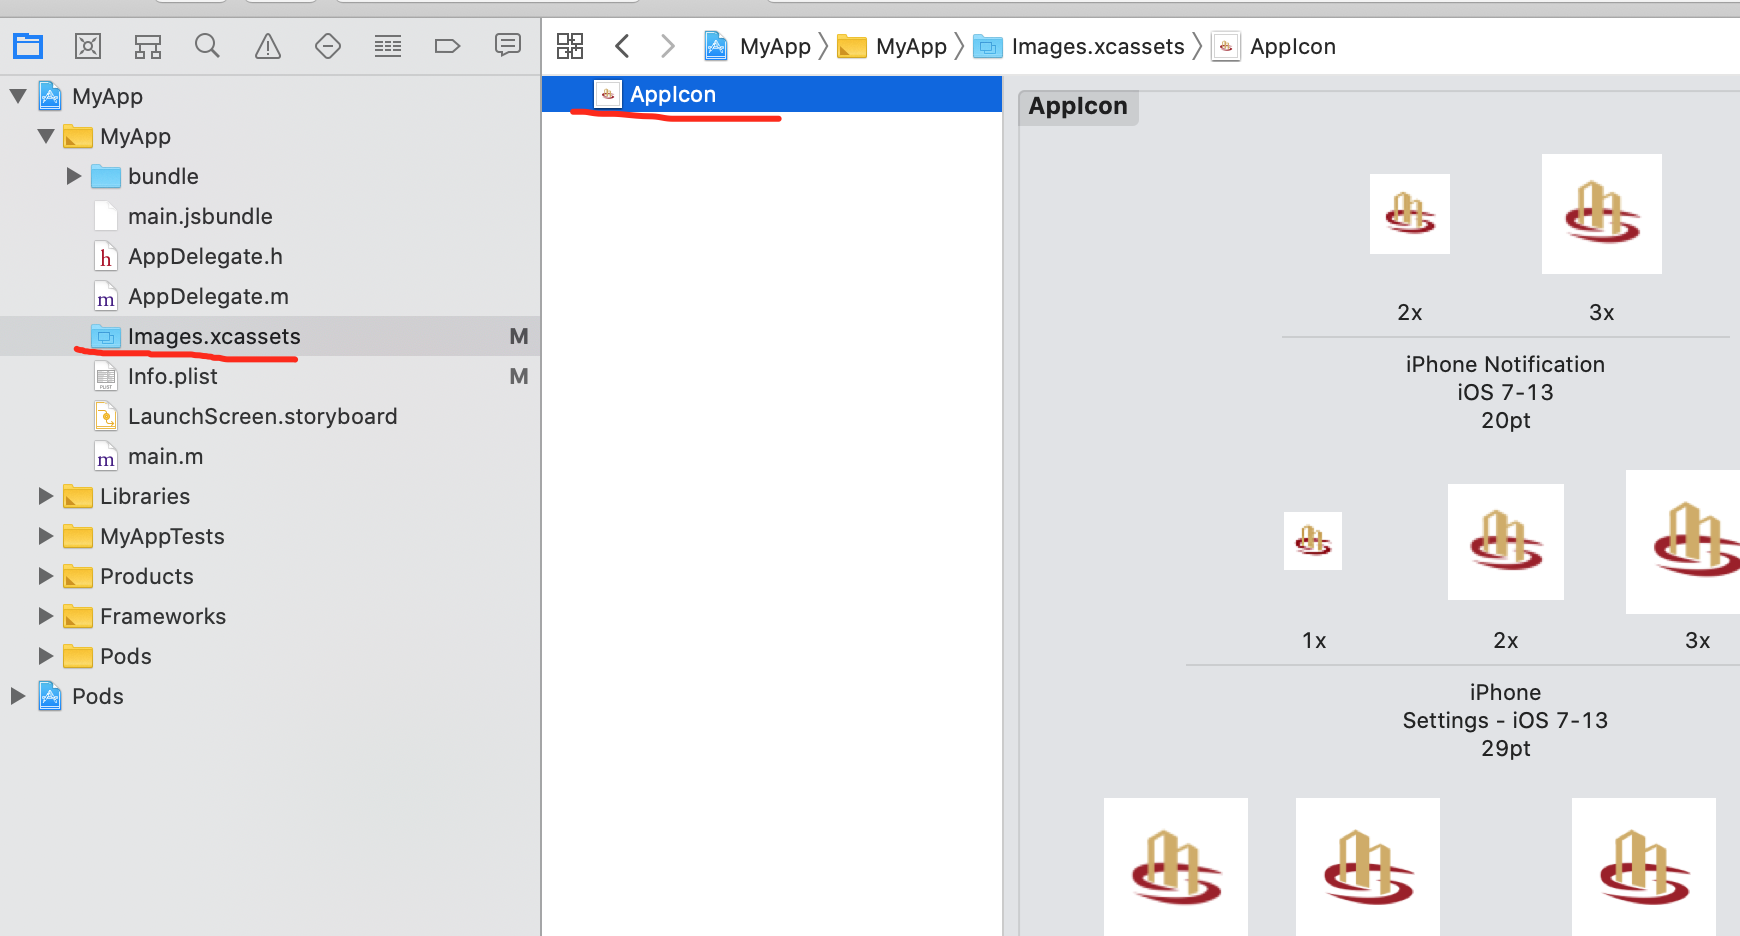 MyApp
MyApp
bundle
main.jsbundle
AppDelegate.h
AppDelegate.m
Images.xcassets M
Info.plist M
LaunchScreen.storyboard
main.m
Libraries
MyAppTests
Products
Frameworks
Pods
Pods
MyApp MyApp Images.xcassets AppIcon
AppIcon
AppIcon
2x 3x
iPhone Notification
iOS 7-13
20pt
1x 2x 3x
iPhone
Settings - iOS 7-13
29pt